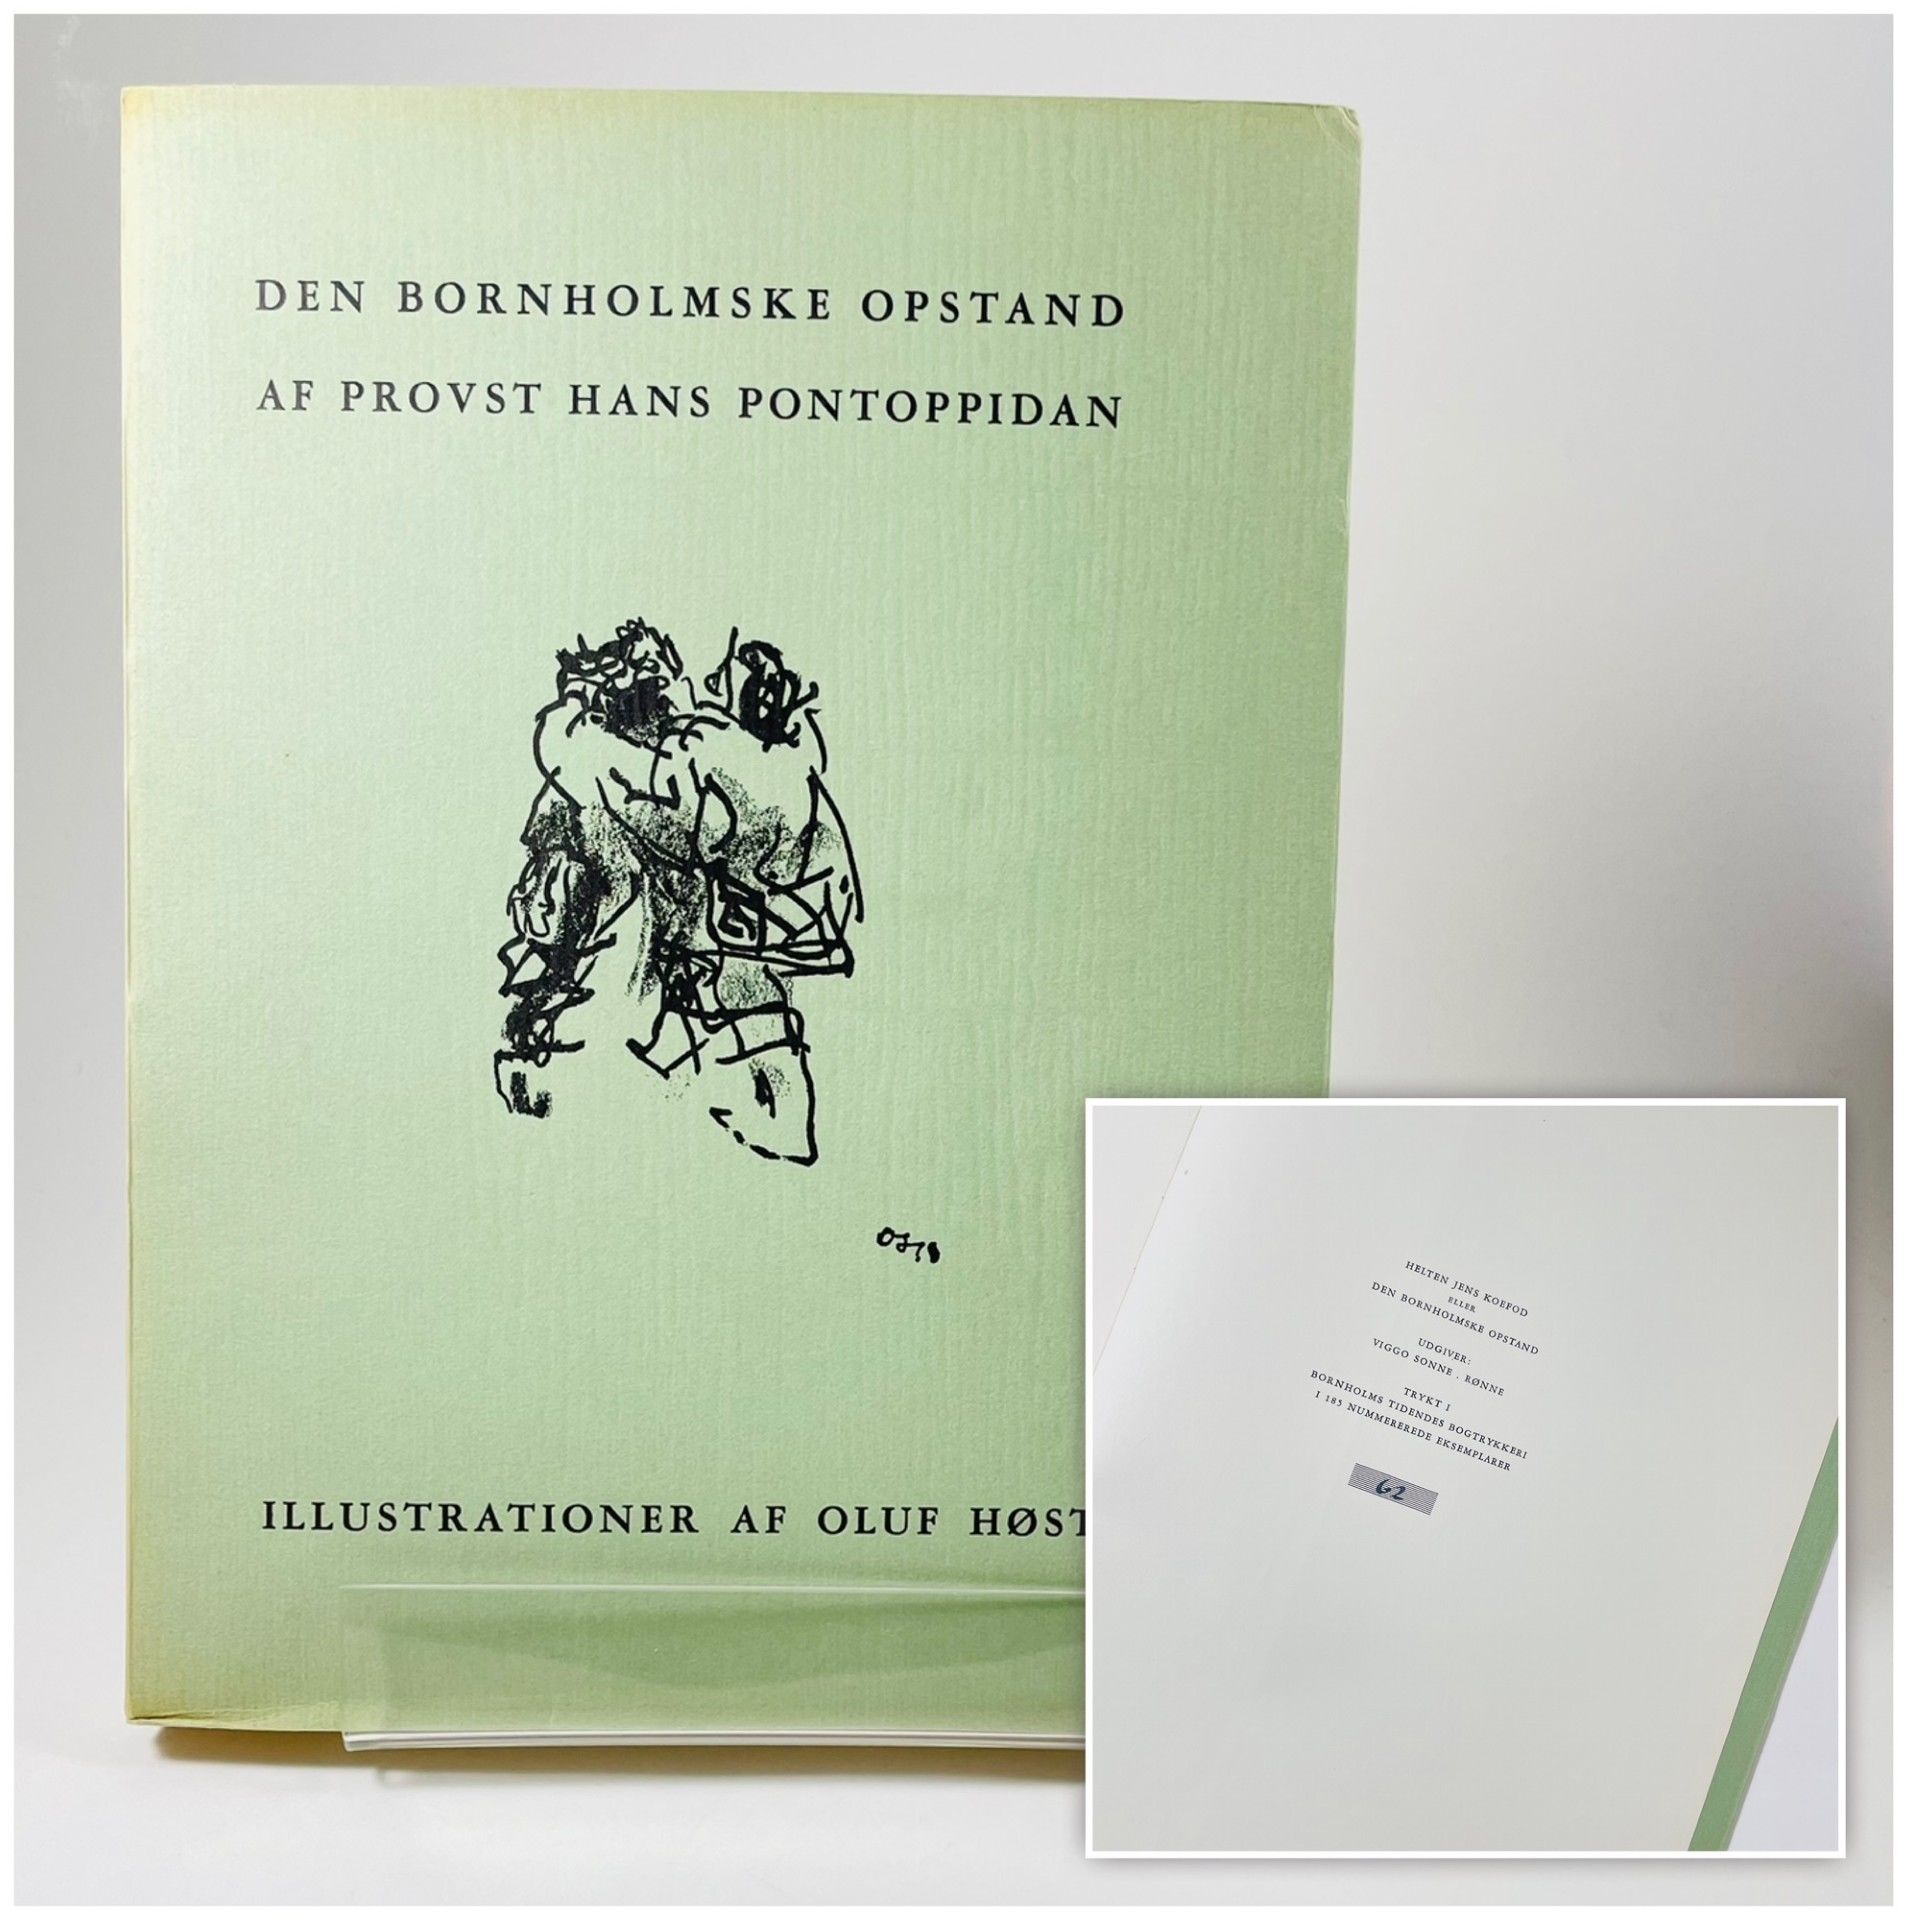 DEN BORNHOLMSKE OPSTAND
AF PROVST HANS PONTOPPIDAN
ILLUSTRATIONER AF OLUF HØST
HELTEN JENS KOEFOD
ELLER
DEN BORNHOLMSKE OPSTAND
UDGIVER:
VIGGO SONNE . RØNNE
TRYKT I
BORNHOLMS TIDENDES BOGTRYKKERI
I 185 NUMMEREREDE EKSEMPLARER
62